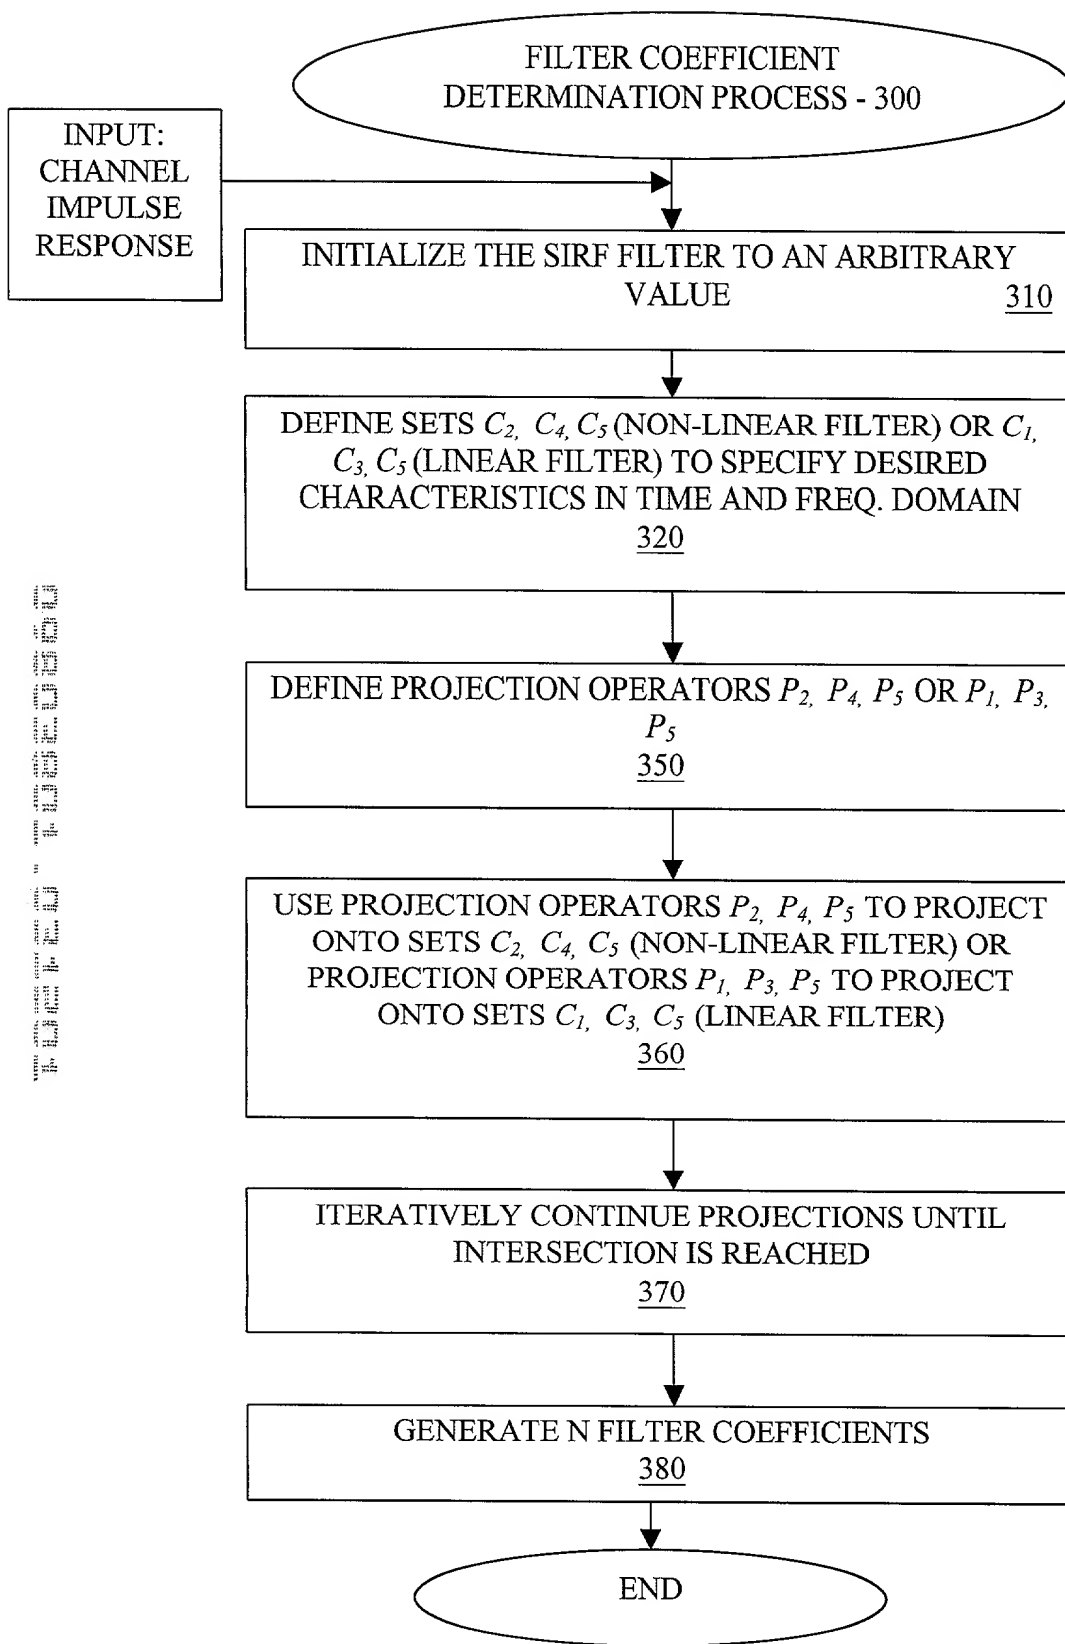 FILTER COEFFICIENT
DETERMINATION PROCESS - 300
INPUT:
CHANNEL
IMPULSE
RESPONSE
INITIALIZE THE SIRF FILTER TO AN ARBITRARY
VALUE 310
DEFINE SETS C2, C4, C5 (NON-LINEAR FILTER) OR C1,
C3, C5 (LINEAR FILTER) TO SPECIFY DESIRED
CHARACTERISTICS IN TIME AND FREQ. DOMAIN
320
DEFINE PROJECTION OPERATORS P2, P4, P5 OR P1, P3,
P5
350
USE PROJECTION OPERATORS P2, P4, P5 TO PROJECT
ONTO SETS C2, C4, C5 (NON-LINEAR FILTER) OR
PROJECTION OPERATORS P1, P3, P5 TO PROJECT
ONTO SETS C1, C3, C5 (LINEAR FILTER)
360
ITERATIVELY CONTINUE PROJECTIONS UNTIL
INTERSECTION IS REACHED
370
GENERATE N FILTER COEFFICIENTS
380
END